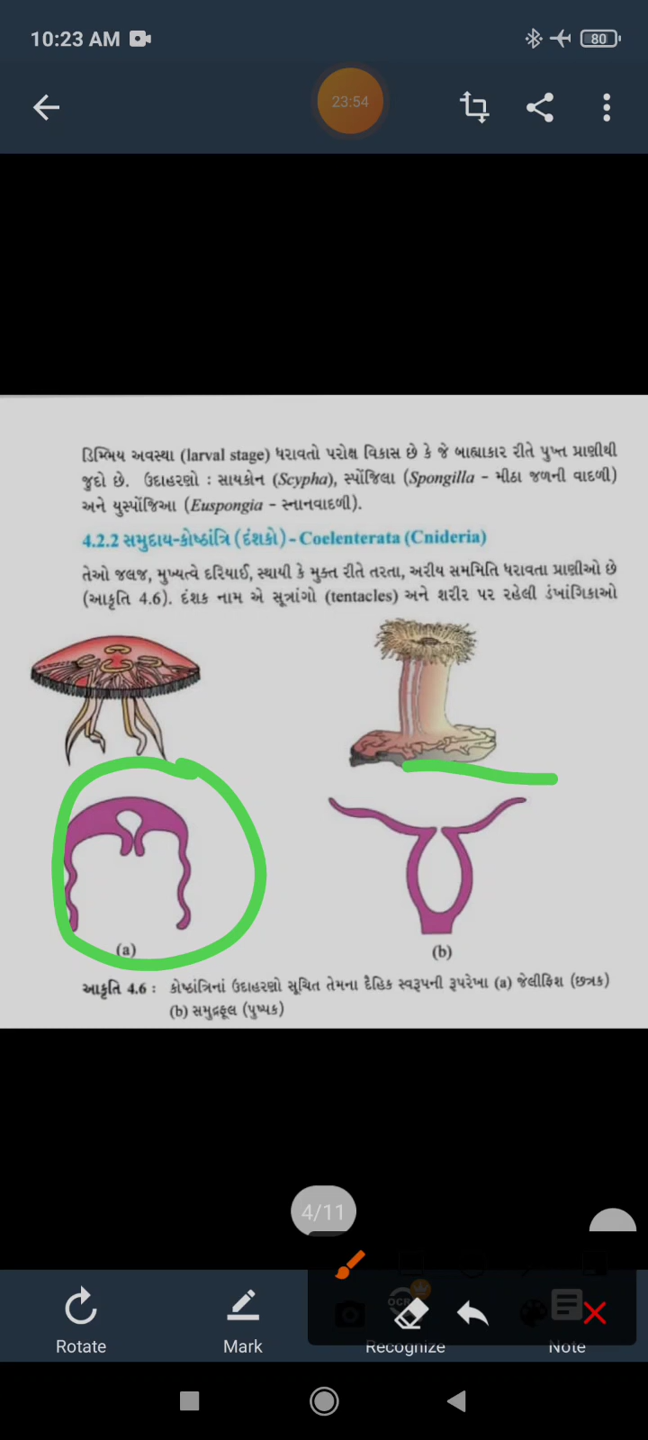 10:23 AM
80
23:54
ડિમ્ભિય અવસ્થા (larval stage) ધરાવતો પરોક્ષ વિકાસ છે કે જે બાહ્યાકાર રીતે પુખ્ત પ્રાણીથી
જુદો છે. ઉદાહરણો : સાયકોન (Scypha), સ્પોંજિલા (Spongilla - મીઠા જળની વાદળી)
અને યુસ્પોંજિઆ (Euspongia - સ્નાનવાદળી).
4.2.2 સમુદાય-કોષ્ઠાંત્રિ (દંશકો) - Coelenterata (Cnideria)
તેઓ જલજ, મુખ્યત્વે દરિયાઈ, સ્થાયી કે મુક્ત રીતે તરતા, અરીય સમમિતિ ધરાવતા પ્રાણીઓ છે
(આકૃતિ 4.6). દંશક નામ એ સૂત્રાંગો (tentacles) અને શરીર પર રહેલી ડંખાંગિકાઓ
(a)
(b)
આકૃતિ 4.6 : કોષ્ઠાંત્રિનાં ઉદાહરણો સૂચિત તેમના દૈહિક સ્વરૂપની રૂપરેખા (a) જેલીફિશ (છત્રક)
(b) સમુદ્રફૂલ (પુષ્પક)
4/11
OCR
Rotate
Mark
Recognize
Note